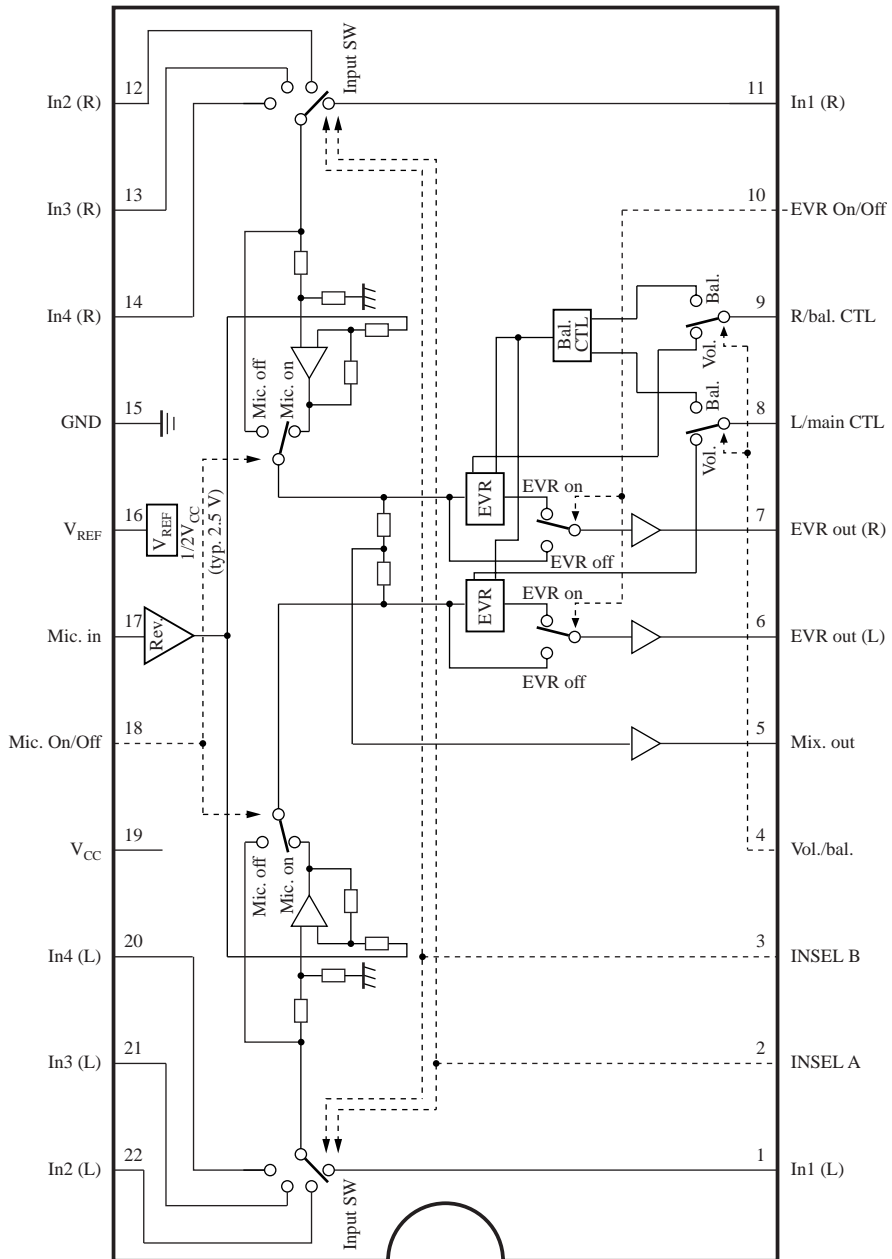 Input SW
In2 (R) 12
11 In1 (R)
In3 (R) 13
10 EVR On/Off
In4 (R) 14
9 R/bal. CTL
Bal.
Vol.
Bal. CTL
GND 15
8 L/main CTL
Bal.
Vol.
Mic. off
Mic. on
V_REF 16
V_REF
1/2V_CC
(typ. 2.5 V)
EVR
EVR on
EVR off
7 EVR out (R)
Mic. in 17
Rev.
EVR
EVR on
EVR off
6 EVR out (L)
Mic. On/Off 18
5 Mix. out
V_CC 19
4 Vol./bal.
Mic. off
Mic. on
In4 (L) 20
3 INSEL B
In3 (L) 21
2 INSEL A
In2 (L) 22
1 In1 (L)
Input SW